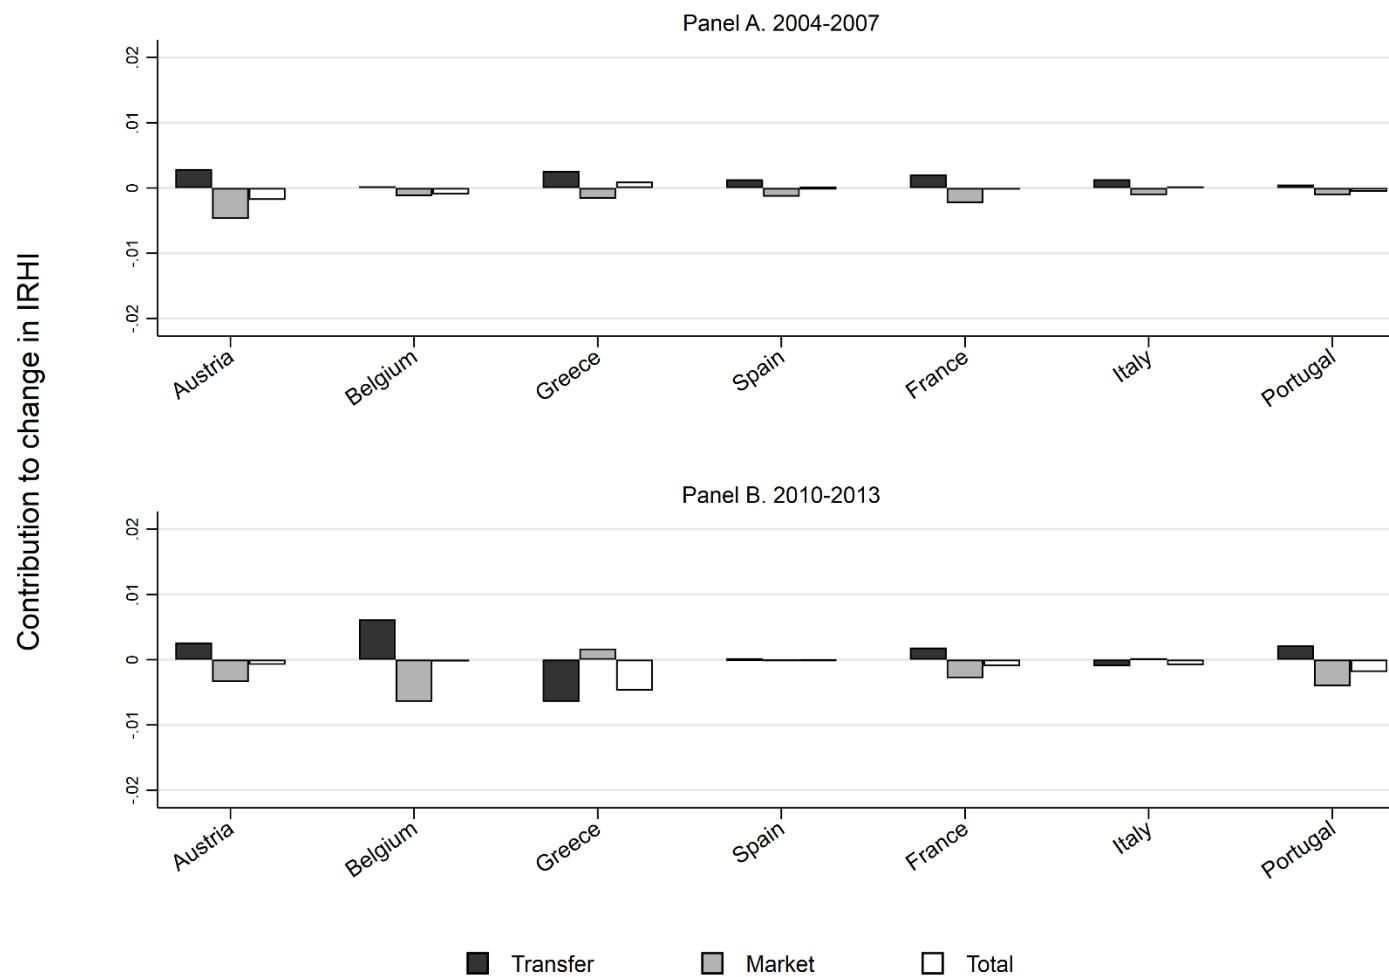 Panel A. 2004-2007
Contribution to change in IRHI
.02
.01
0
-.01
-.02
Austria
Belgium
Greece
Spain
France
Italy
Portugal
Panel B. 2010-2013
.02
.01
0
-.01
-.02
Austria
Belgium
Greece
Spain
France
Italy
Portugal
Transfer Market Total